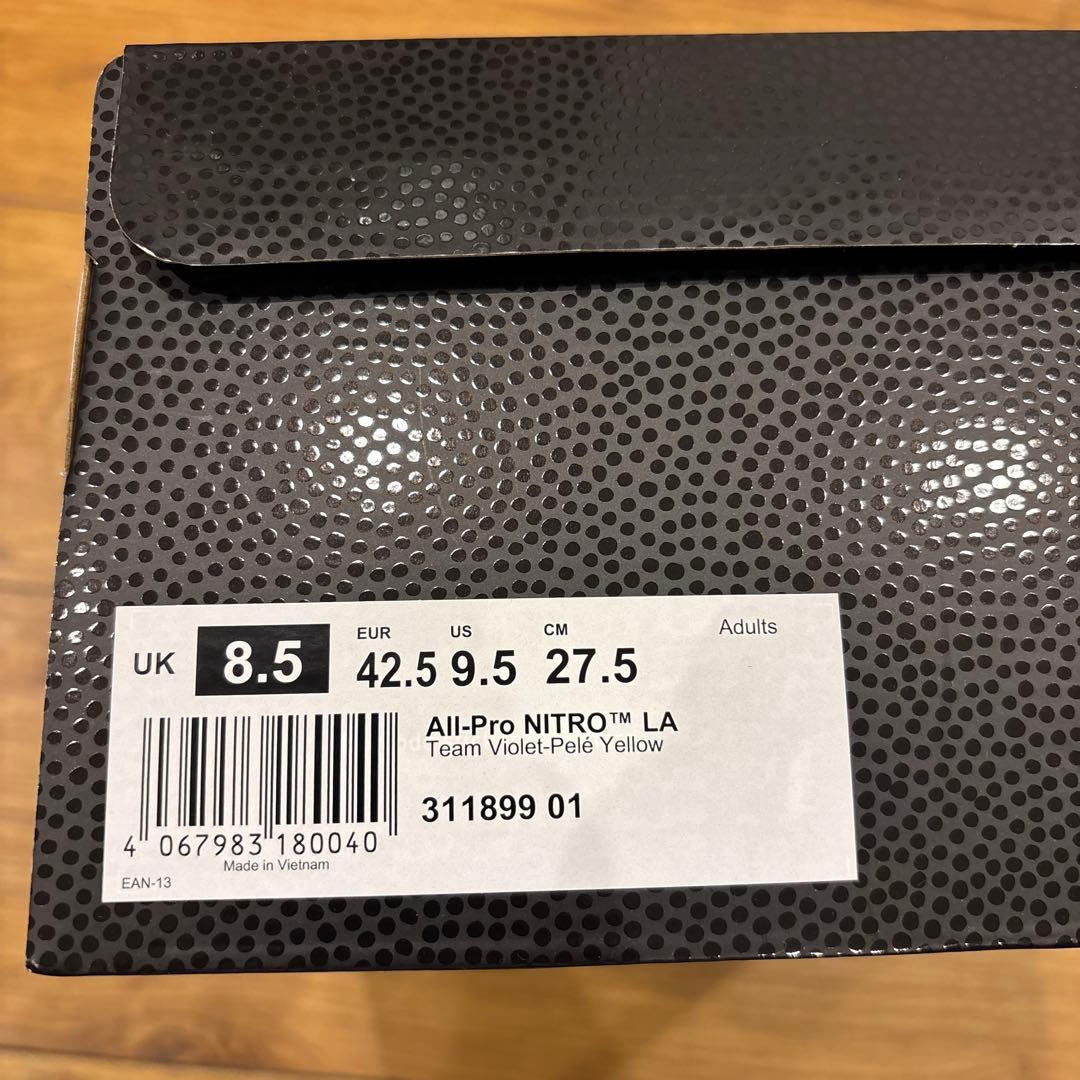 UK 8.5 EUR 42.5 US 9.5 CM 27.5 Adults
All-Pro NITRO™ LA
Team Violet-Pelé Yellow
311899 01
4 067983 180040
Made in Vietnam
EAN-13